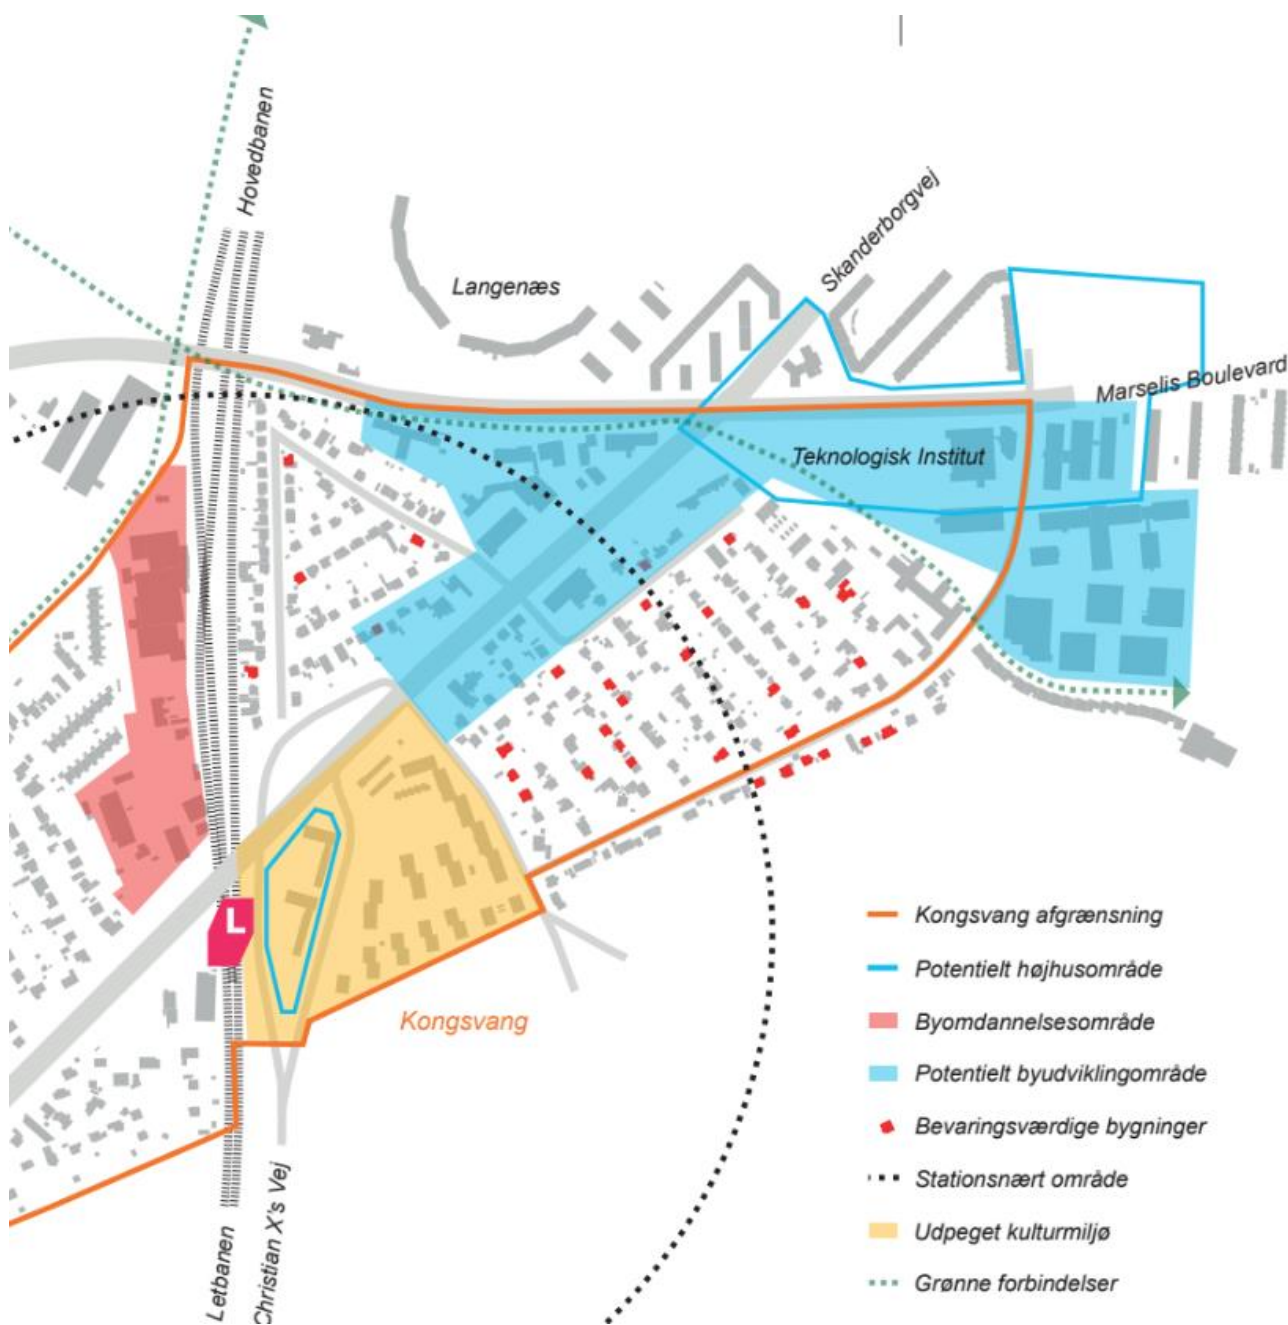 Hovedbanen
Skanderborgvej
Langenæs
Marselis Boulevard
Teknologisk Institut
L
Kongsvang
Letbanen
Christian X's Vej
Kongsvang afgrænsning
Potentielt højhusområde
Byomdannelsesområde
Potentielt byudviklingområde
Bevaringsværdige bygninger
Stationsnært område
Udpeget kulturmiljø
Grønne forbindelser